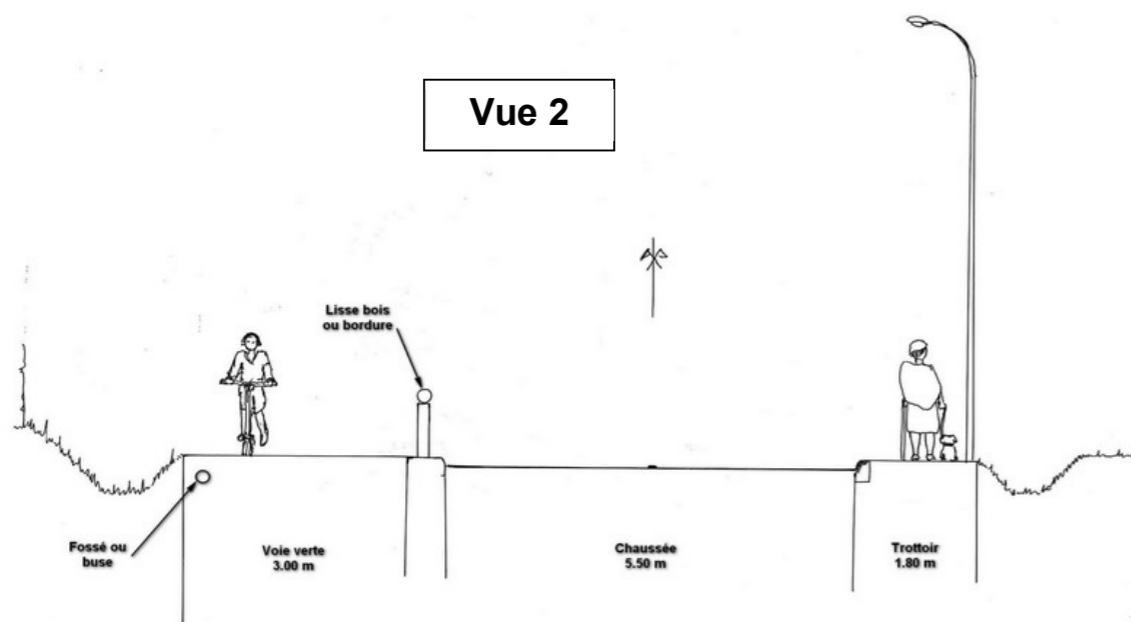 Vue 2
Lisse bois
ou bordure
Fossé ou
buse
Voie verte
3.00 m
Chaussée
5.50 m
Trottoir
1.80 m